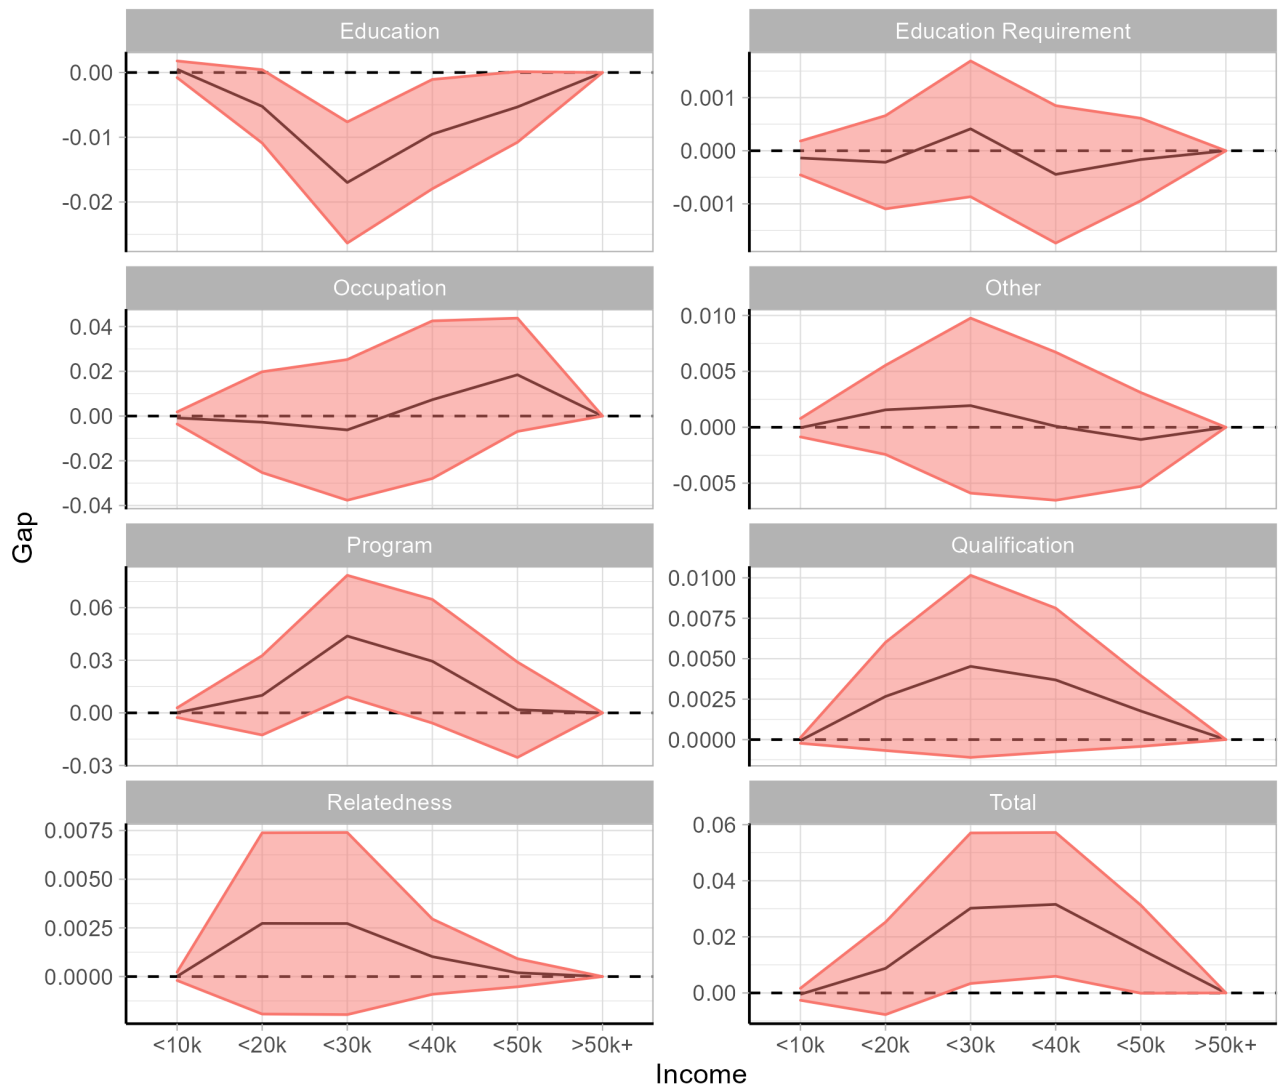 Education
Education Requirement
0.00
-0.01
-0.02
0.001
0.000
-0.001
Occupation
Other
0.04
0.02
0.00
-0.02
-0.04
0.010
0.005
0.000
-0.005
Gap
Program
Qualification
0.06
0.03
0.00
-0.03
0.0100
0.0075
0.0050
0.0025
0.0000
Relatedness
Total
0.0075
0.0050
0.0025
0.0000
0.06
0.04
0.02
0.00
<10k <20k <30k <40k <50k >50k+
<10k <20k <30k <40k <50k >50k+
Income